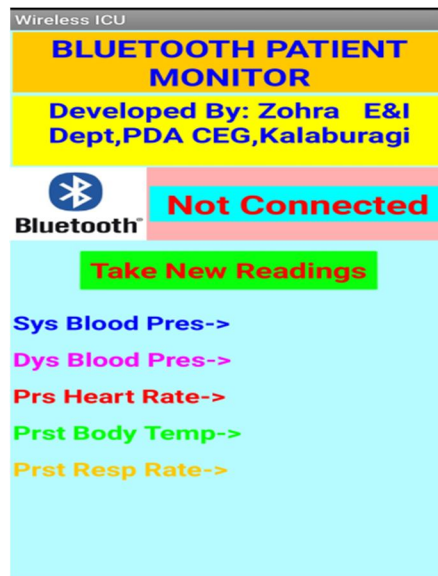 Wireless ICU
BLUETOOTH PATIENT
MONITOR
Developed By: Zohra E&I
Dept,PDA CEG,Kalaburagi
Bluetooth®
Not Connected
Take New Readings
Sys Blood Pres->
Dys Blood Pres->
Prs Heart Rate->
Prst Body Temp->
Prst Resp Rate->